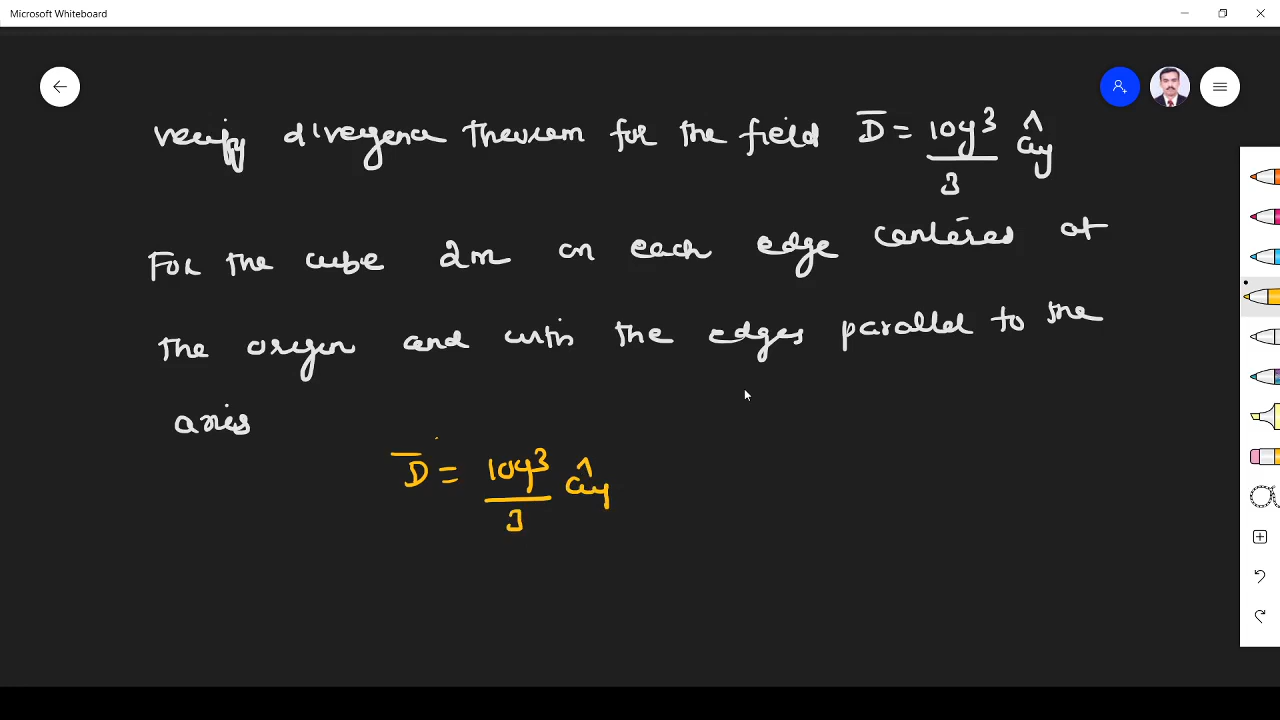 Microsoft Whiteboard
Verify divergence theorem for the field D̅ = 10y³/3 ây
For the cube 2m on each edge centered at
the origin and with the edges parallel to the
axis
D̅ = 10y³/3 ây